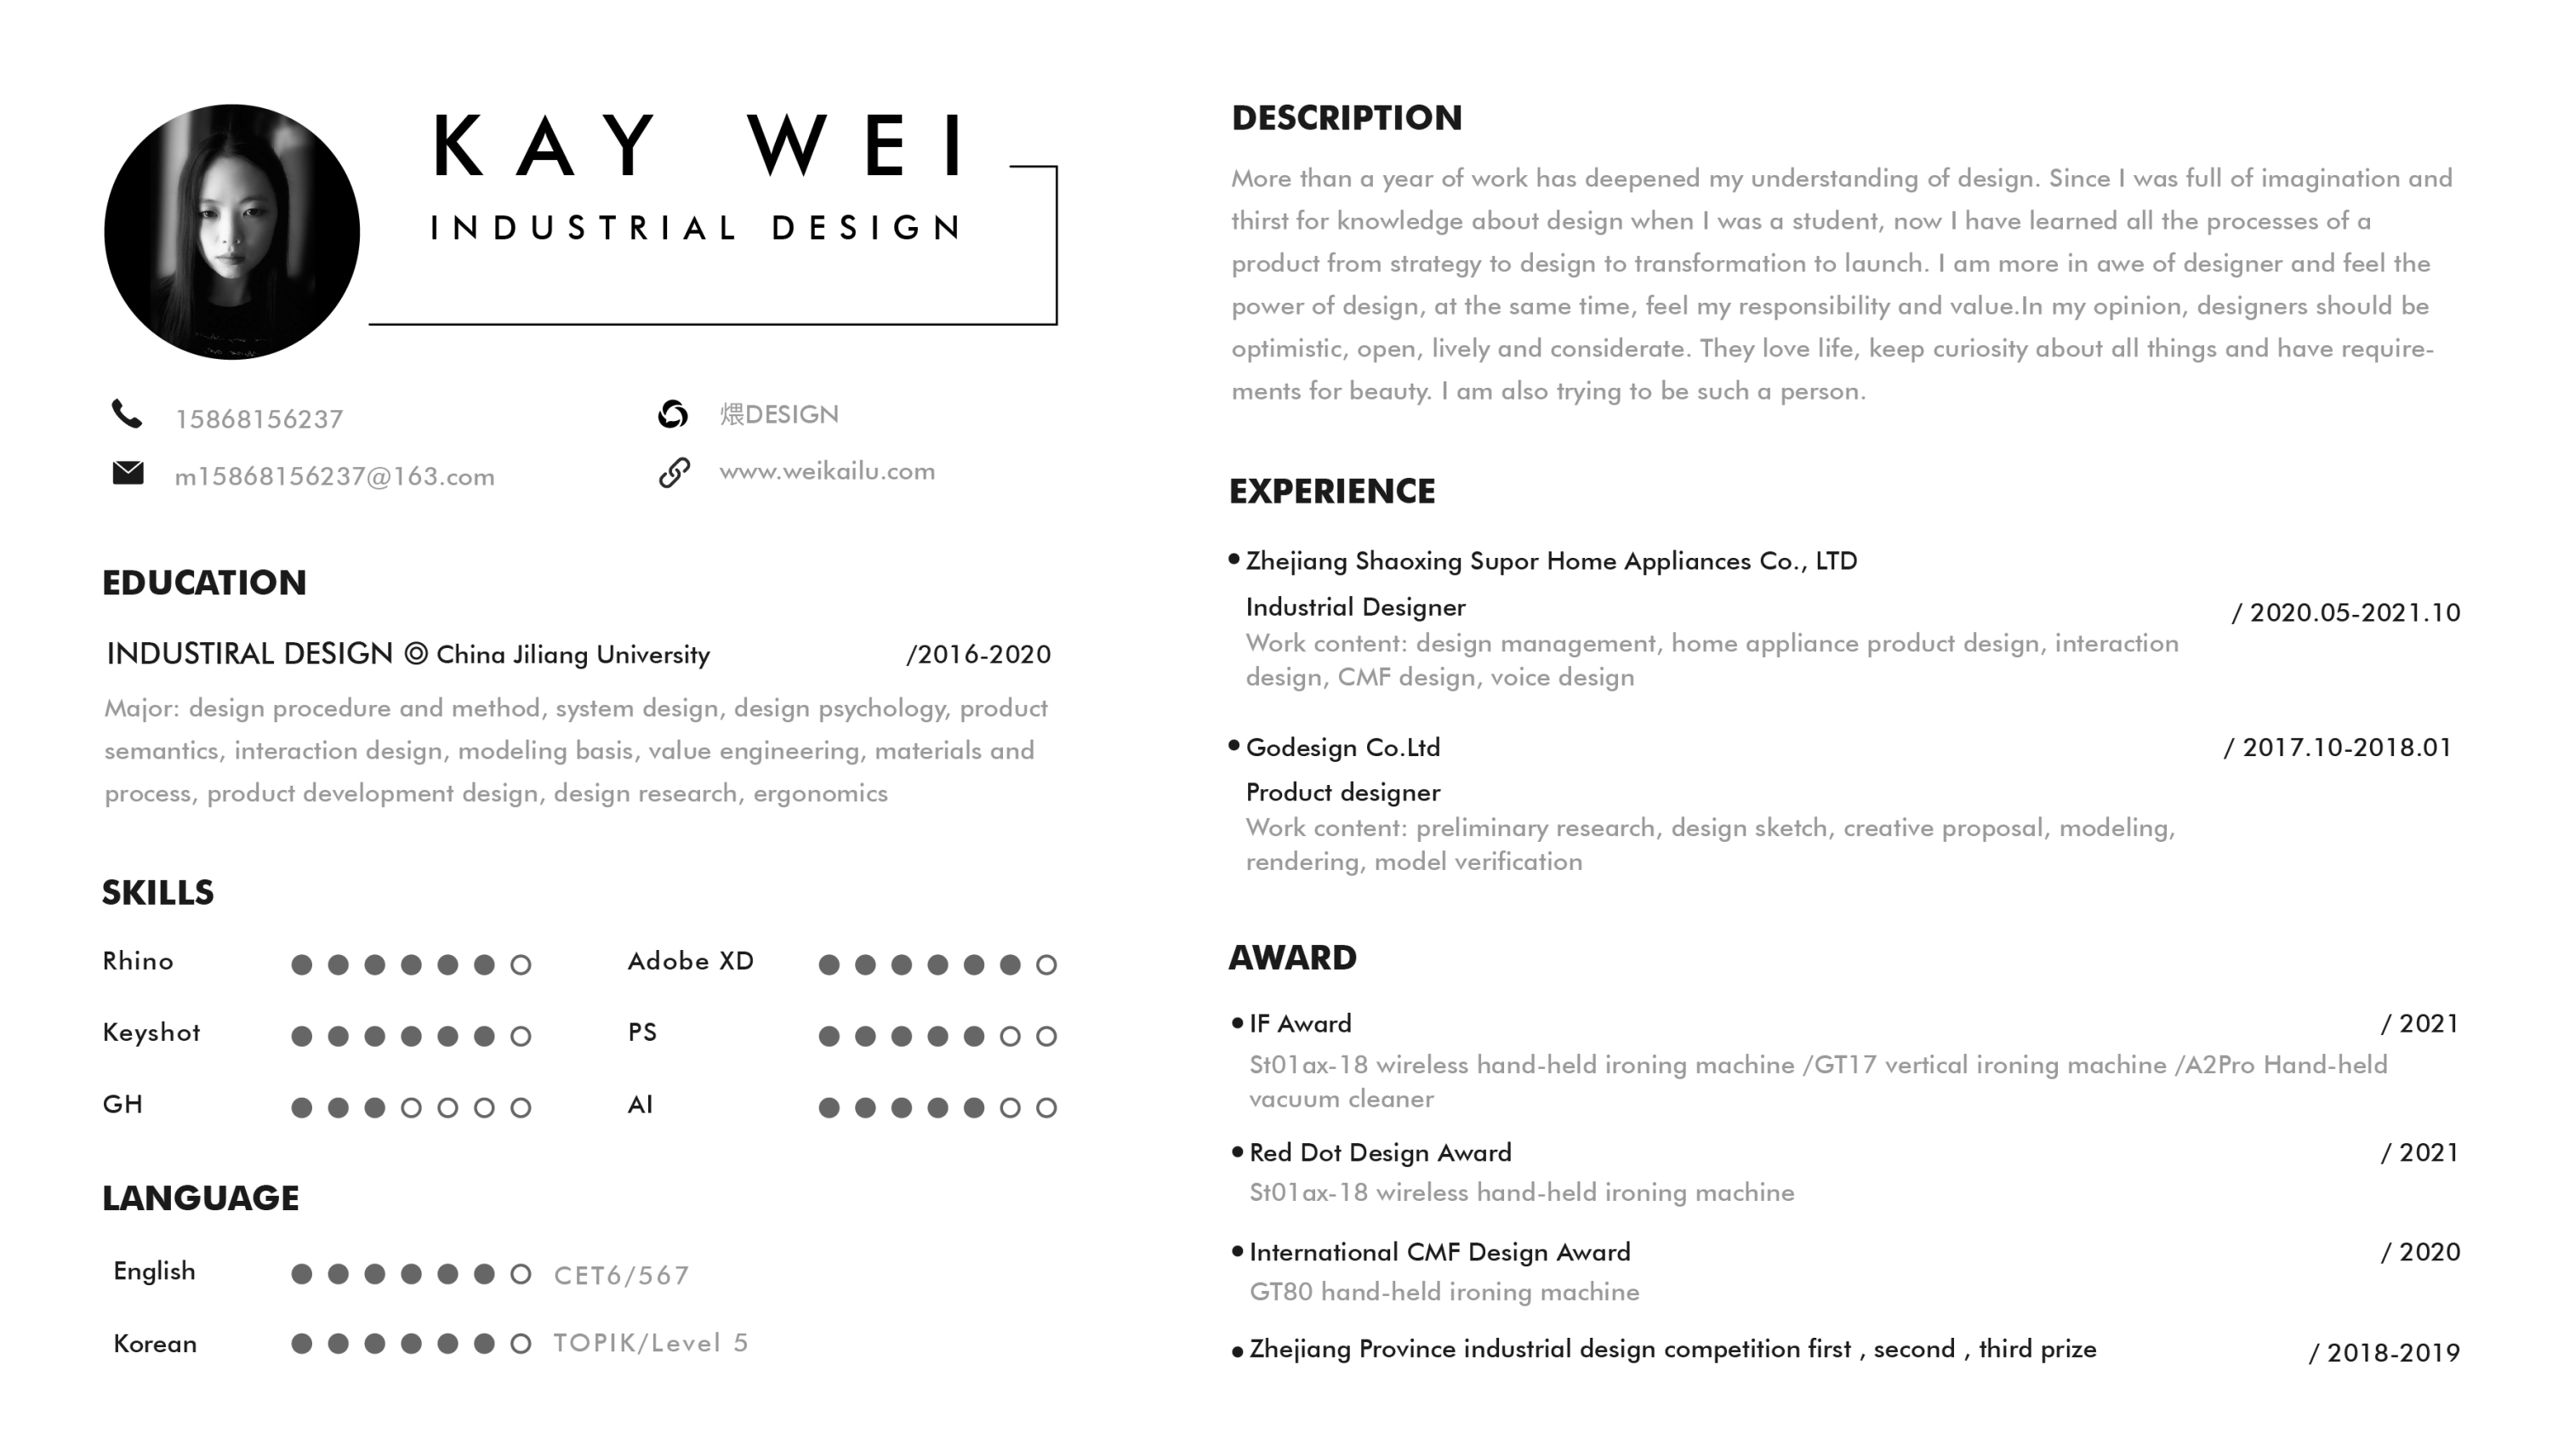 KAY WEI
INDUSTRIAL DESIGN
15868156237
煨DESIGN
m15868156237@163.com
www.weikailu.com
EDUCATION
INDUSTIRAL DESIGN ◎ China Jiliang University /2016-2020
Major: design procedure and method, system design, design psychology, product
semantics, interaction design, modeling basis, value engineering, materials and
process, product development design, design research, ergonomics
SKILLS
Rhino
Adobe XD
Keyshot
PS
GH
AI
LANGUAGE
English CET6/567
Korean TOPIK/Level 5
DESCRIPTION
More than a year of work has deepened my understanding of design. Since I was full of imagination and
thirst for knowledge about design when I was a student, now I have learned all the processes of a
product from strategy to design to transformation to launch. I am more in awe of designer and feel the
power of design, at the same time, feel my responsibility and value.In my opinion, designers should be
optimistic, open, lively and considerate. They love life, keep curiosity about all things and have require-
ments for beauty. I am also trying to be such a person.
EXPERIENCE
Zhejiang Shaoxing Supor Home Appliances Co., LTD
Industrial Designer / 2020.05-2021.10
Work content: design management, home appliance product design, interaction
design, CMF design, voice design
Godesign Co.Ltd / 2017.10-2018.01
Product designer
Work content: preliminary research, design sketch, creative proposal, modeling,
rendering, model verification
AWARD
IF Award / 2021
St01ax-18 wireless hand-held ironing machine /GT17 vertical ironing machine /A2Pro Hand-held
vacuum cleaner
Red Dot Design Award / 2021
St01ax-18 wireless hand-held ironing machine
International CMF Design Award / 2020
GT80 hand-held ironing machine
Zhejiang Province industrial design competition first , second , third prize / 2018-2019